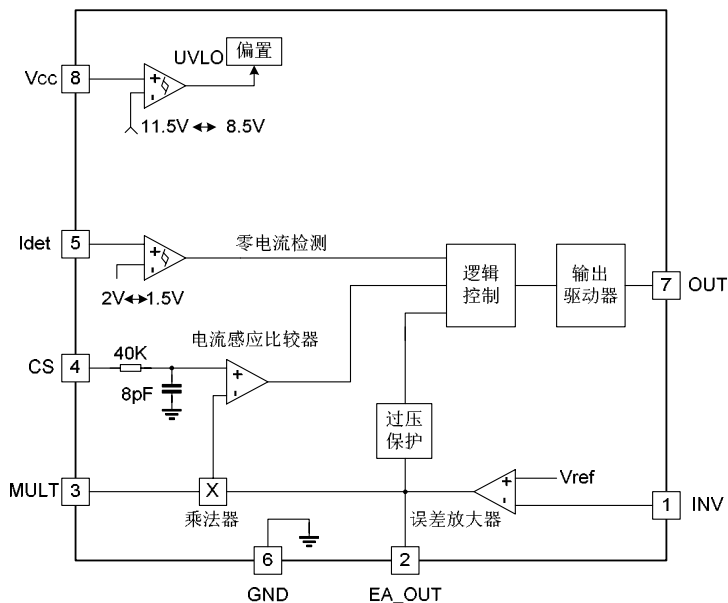 UVLO
偏置
Vcc
8
+
-
11.5V
8.5V
Idet
5
+
-
零电流检测
2V
1.5V
逻辑
控制
输出
驱动器
7
OUT
电流感应比较器
CS
4
40K
8pF
+
-
过压
保护
MULT
3
X
乘法器
+
-
Vref
误差放大器
1
INV
6
GND
2
EA_OUT